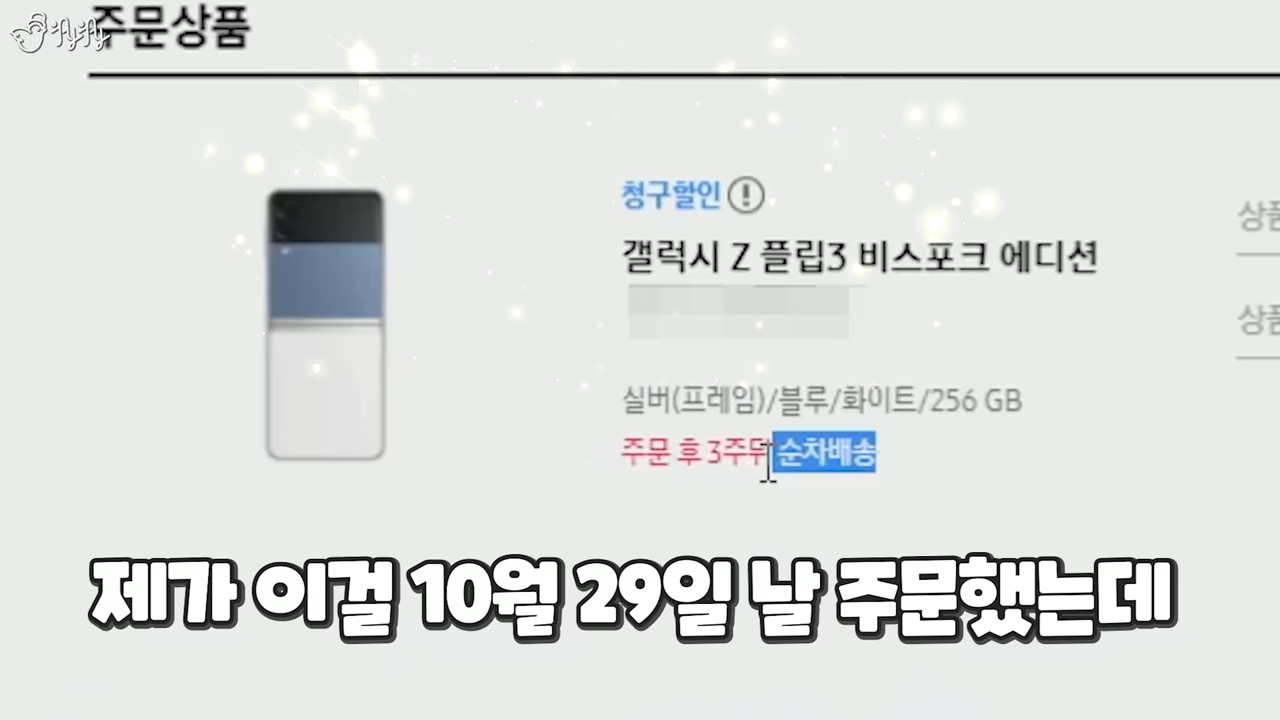 주문상품
청구할인
갤럭시 Z 플립3 비스포크 에디션
실버(프레임)/블루/화이트/256 GB
주문 후 3주뒤 순차배송
제가 이걸 10월 29일 날 주문했는데